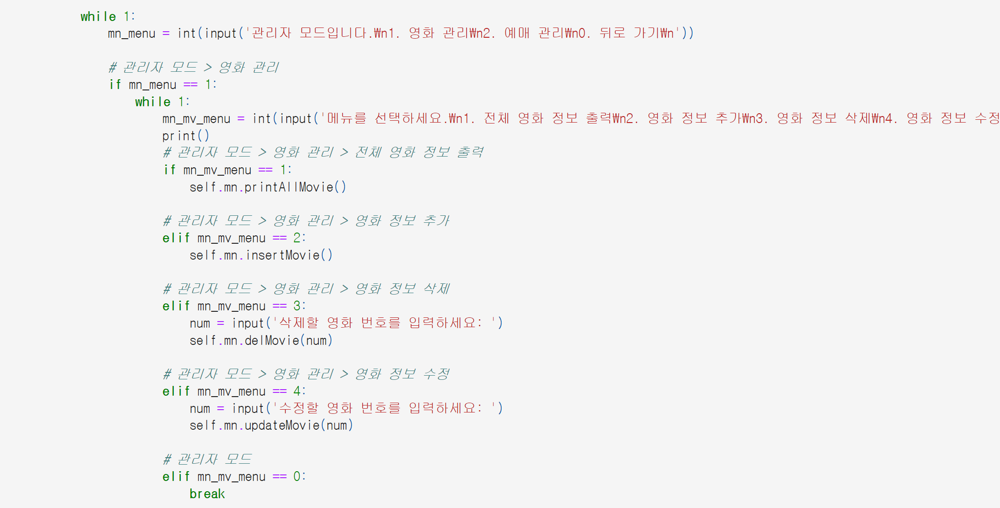 while 1:
mn_menu = int(input('관리자 모드입니다.₩n1. 영화 관리₩n2. 예매 관리₩n0. 뒤로 가기₩n'))
# 관리자 모드 > 영화 관리
if mn_menu == 1:
while 1:
mn_mv_menu = int(input('메뉴를 선택하세요.₩n1. 전체 영화 정보 출력₩n2. 영화 정보 추가₩n3. 영화 정보 삭제₩n4. 영화 정보 수정
print()
# 관리자 모드 > 영화 관리 > 전체 영화 정보 출력
if mn_mv_menu == 1:
self.mn.printAllMovie()
# 관리자 모드 > 영화 관리 > 영화 정보 추가
elif mn_mv_menu == 2:
self.mn.insertMovie()
# 관리자 모드 > 영화 관리 > 영화 정보 삭제
elif mn_mv_menu == 3:
num = input('삭제할 영화 번호를 입력하세요: ')
self.mn.delMovie(num)
# 관리자 모드 > 영화 관리 > 영화 정보 수정
elif mn_mv_menu == 4:
num = input('수정할 영화 번호를 입력하세요: ')
self.mn.updateMovie(num)
# 관리자 모드
elif mn_mv_menu == 0:
break